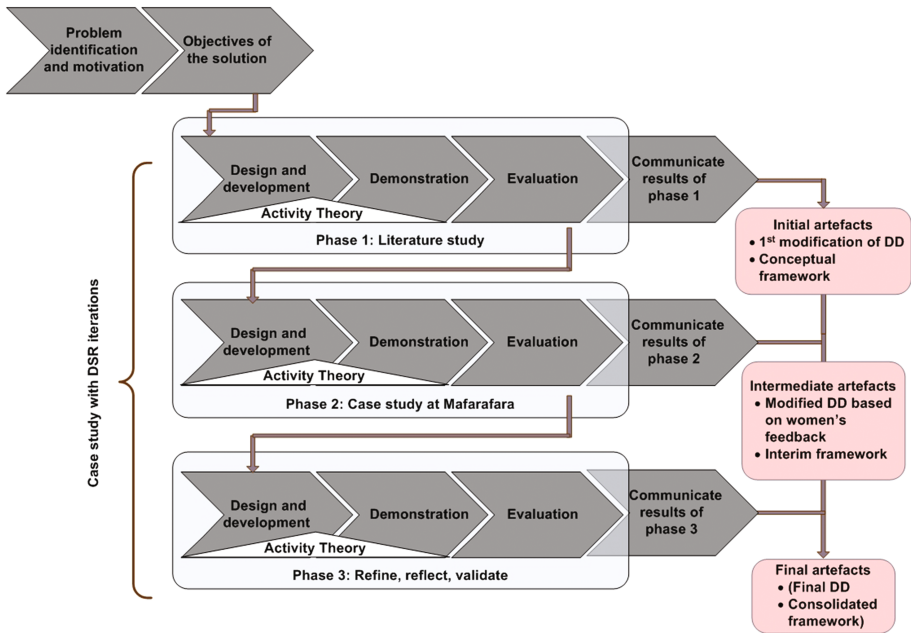 Problem
identification
and motivation
Objectives of
the solution
Case study with DSR iterations
Design and
development
Demonstration
Evaluation
Communicate
results of
phase 1
Activity Theory
Phase 1: Literature study
Initial artefacts
• 1st modification of DD
• Conceptual
framework
Design and
development
Demonstration
Evaluation
Communicate
results of
phase 2
Activity Theory
Phase 2: Case study at Mafarafara
Intermediate artefacts
• Modified DD based
on women's
feedback
• Interim framework
Design and
development
Demonstration
Evaluation
Communicate
results of
phase 3
Activity Theory
Phase 3: Refine, reflect, validate
Final artefacts
• (Final DD
• Consolidated
framework)